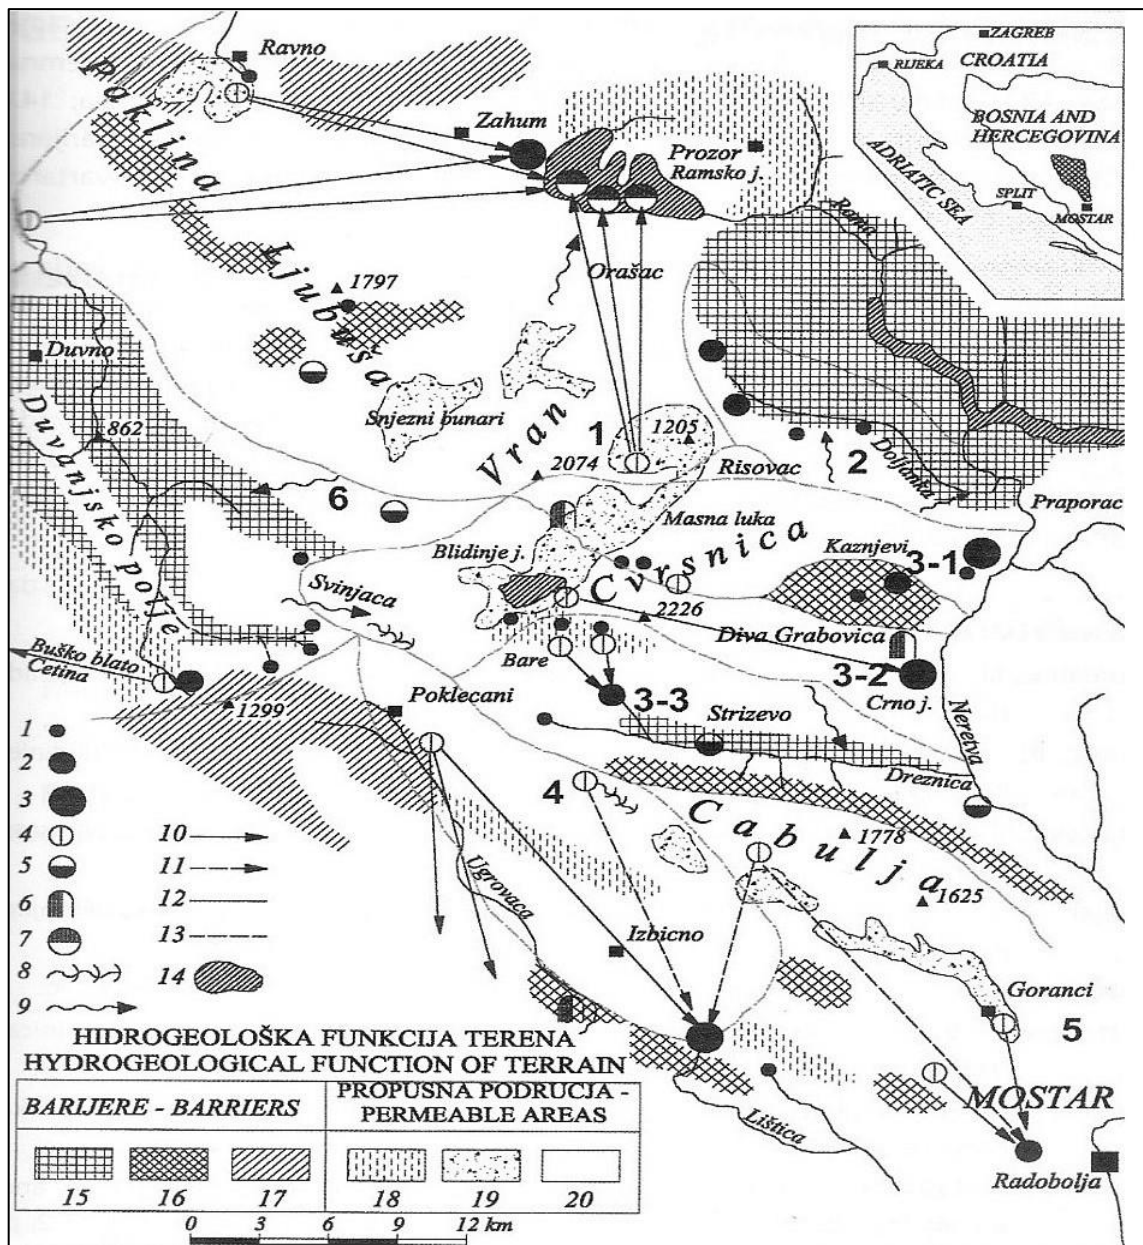 ZAGREB
RIJEKA
CROATIA
BOSNIA AND
HERCEGOVINA
ADRIATIC SEA
SPLIT
MOSTAR
Ravno
Paklina
Zahum
Prozor
Ramsko j.
Rama
Ljubuša
1797
Orašac
Duvno
Duvanjsko polje
862
Snjezni bunari
Vran
1
1205
2074
Risovac
2
Doljanka
Praporac
6
Masna luka
Blidinje j.
Cvrsnica
Kaznjevi
3-1
Svinjaca
2226
Diva Grabovica
Bare
3-2
Crno j.
Buško blato
Cetina
1299
Poklecani
3-3
Strizevo
Neretva
Dreznica
4
Cabulja
1778
1625
Ugrovaca
Izbicno
Goranci
5
MOSTAR
Lištica
Radobolja
1
2
3
4 10
5 11
6 12
7 13
8 14
9
HIDROGEOLOŠKA FUNKCIJA TERENA
HYDROGEOLOGICAL FUNCTION OF TERRAIN
BARIJERE - BARRIERS
PROPUSNA PODRUCJA -
PERMEABLE AREAS
15 16 17 18 19 20
0 3 6 9 12 km